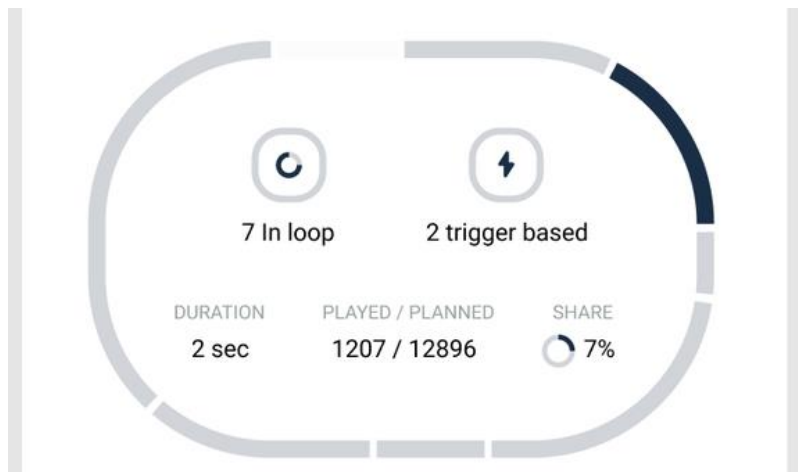 7 In loop
2 trigger based
DURATION
PLAYED / PLANNED
SHARE
2 sec
1207 / 12896
7%